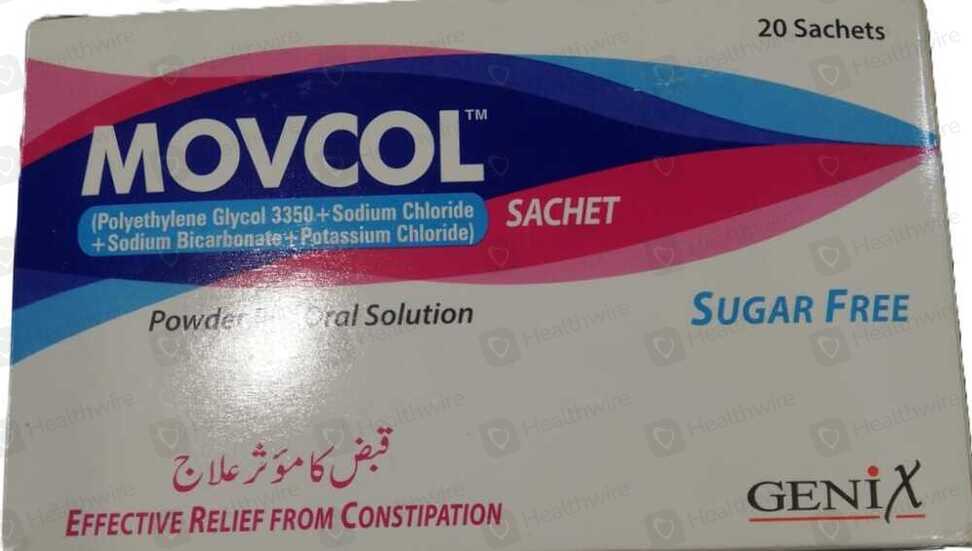 20 Sachets
MOVCOL™
(Polyethylene Glycol 3350+Sodium Chloride
+Sodium Bicarbonate+Potassium Chloride)
SACHET
Powder Oral Solution
SUGAR FREE
قبض کا مؤثر علاج
EFFECTIVE RELIEF FROM CONSTIPATION
GENIX
Healthwire